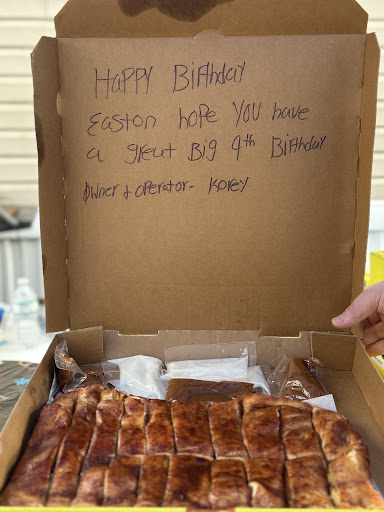 HAPPY BirtHday
Easton hope you have
a great Big 9th Birthday
Owner & operator- Korey